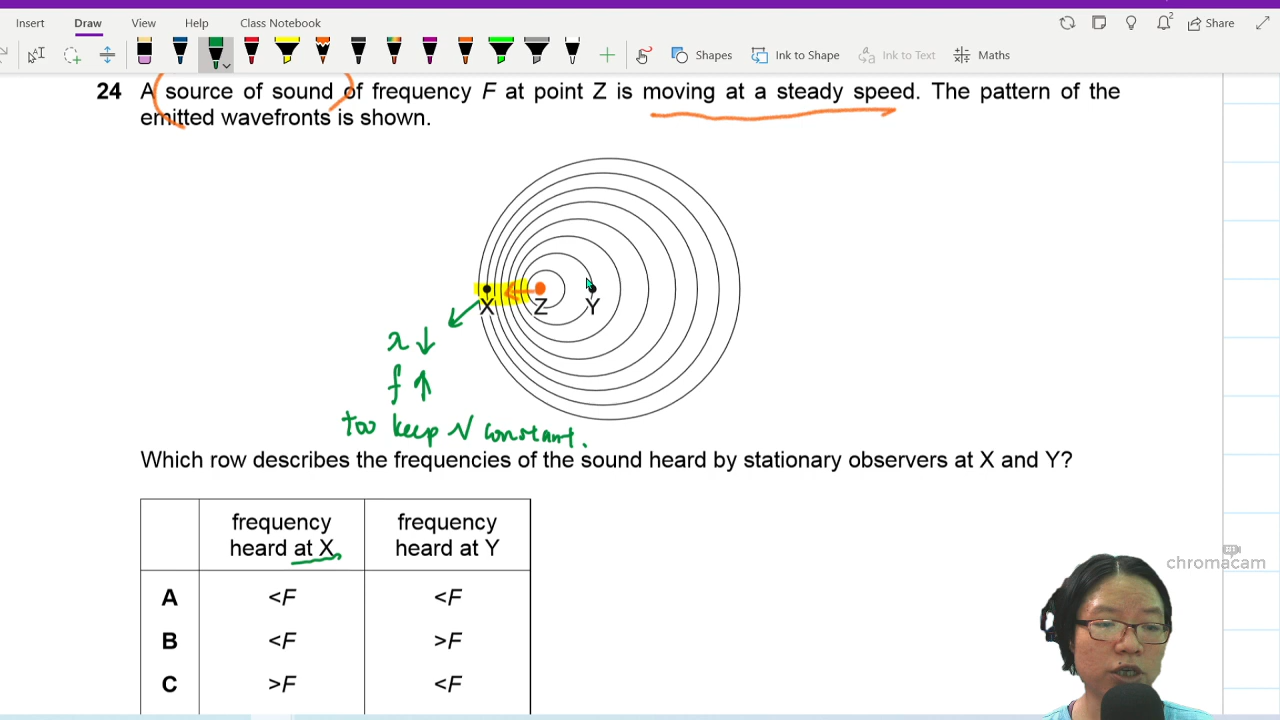 Insert Draw View Help Class Notebook Share
Shapes Ink to Shape Ink to Text Maths
24 A source of sound of frequency F at point Z is moving at a steady speed. The pattern of the
emitted wavefronts is shown.
X Z Y
λ ↓
f ↑
too keep v constant.
Which row describes the frequencies of the sound heard by stationary observers at X and Y?
frequency heard at X frequency heard at Y
A <F <F
B <F >F
C >F <F
chromacam